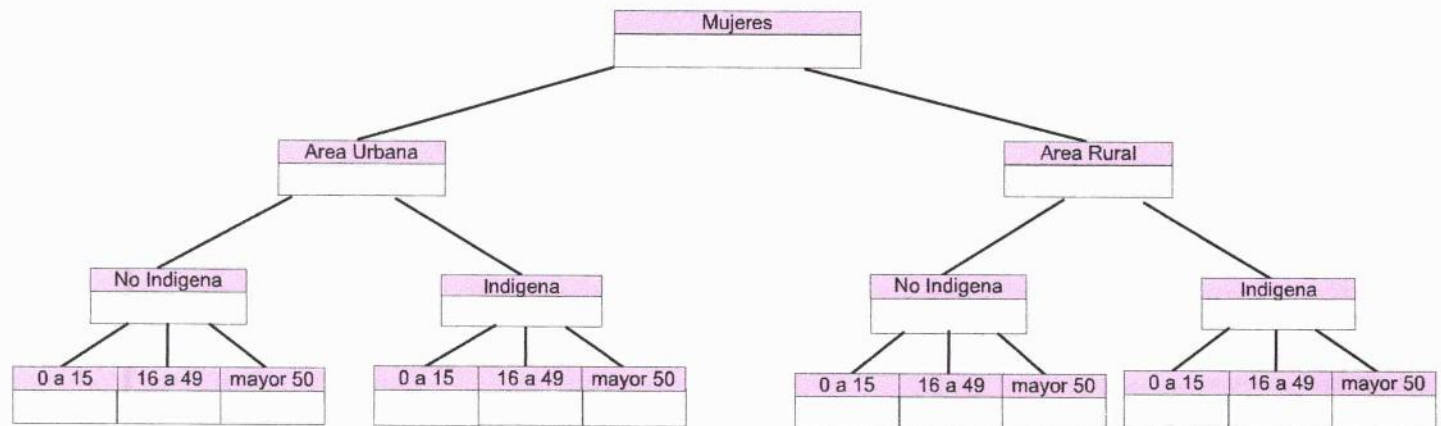 Mujeres
Area Urbana
Area Rural
No Indigena
Indigena
No Indigena
Indigena
0 a 15 16 a 49 mayor 50
0 a 15 16 a 49 mayor 50
0 a 15 16 a 49 mayor 50
0 a 15 16 a 49 mayor 50